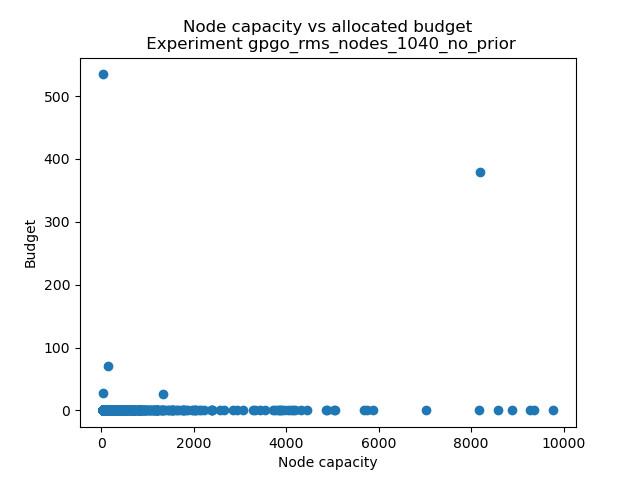 Node capacity vs allocated budget
Experiment gpgo_rms_nodes_1040_no_prior
500
400
300
200
100
0
Budget
0 2000 4000 6000 8000 10000
Node capacity